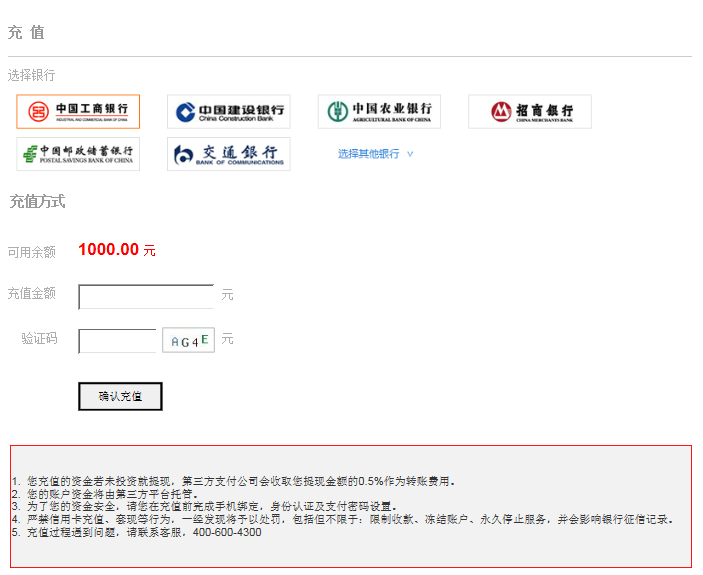 充 值
选择银行
中国工商银行 中国建设银行 中国农业银行 招商银行
INDUSTRIAL AND COMMERCIAL BANK OF CHINA China Construction Bank AGRICULTURAL BANK OF CHINA CHINA MERCHANTS BANK
中国邮政储蓄银行 交通銀行 选择其他银行 ∨
POSTAL SAVINGS BANK OF CHINA BANK OF COMMUNICATIONS
充值方式
可用余额 1000.00 元
充值金额 元
验证码 AG4E 元
确认充值
1. 您充值的资金若未投资就提现，第三方支付公司会收取您提现金额的0.5%作为转账费用。
2. 您的账户资金将由第三方平台托管。
3. 为了您的资金安全，请您在充值前完成手机绑定，身份认证及支付密码设置。
4. 严禁信用卡充值、套现等行为，一经发现将予以处罚，包括但不限于：限制收款、冻结账户、永久停止服务，并会影响银行征信记录。
5. 充值过程遇到问题，请联系客服，400-600-4300